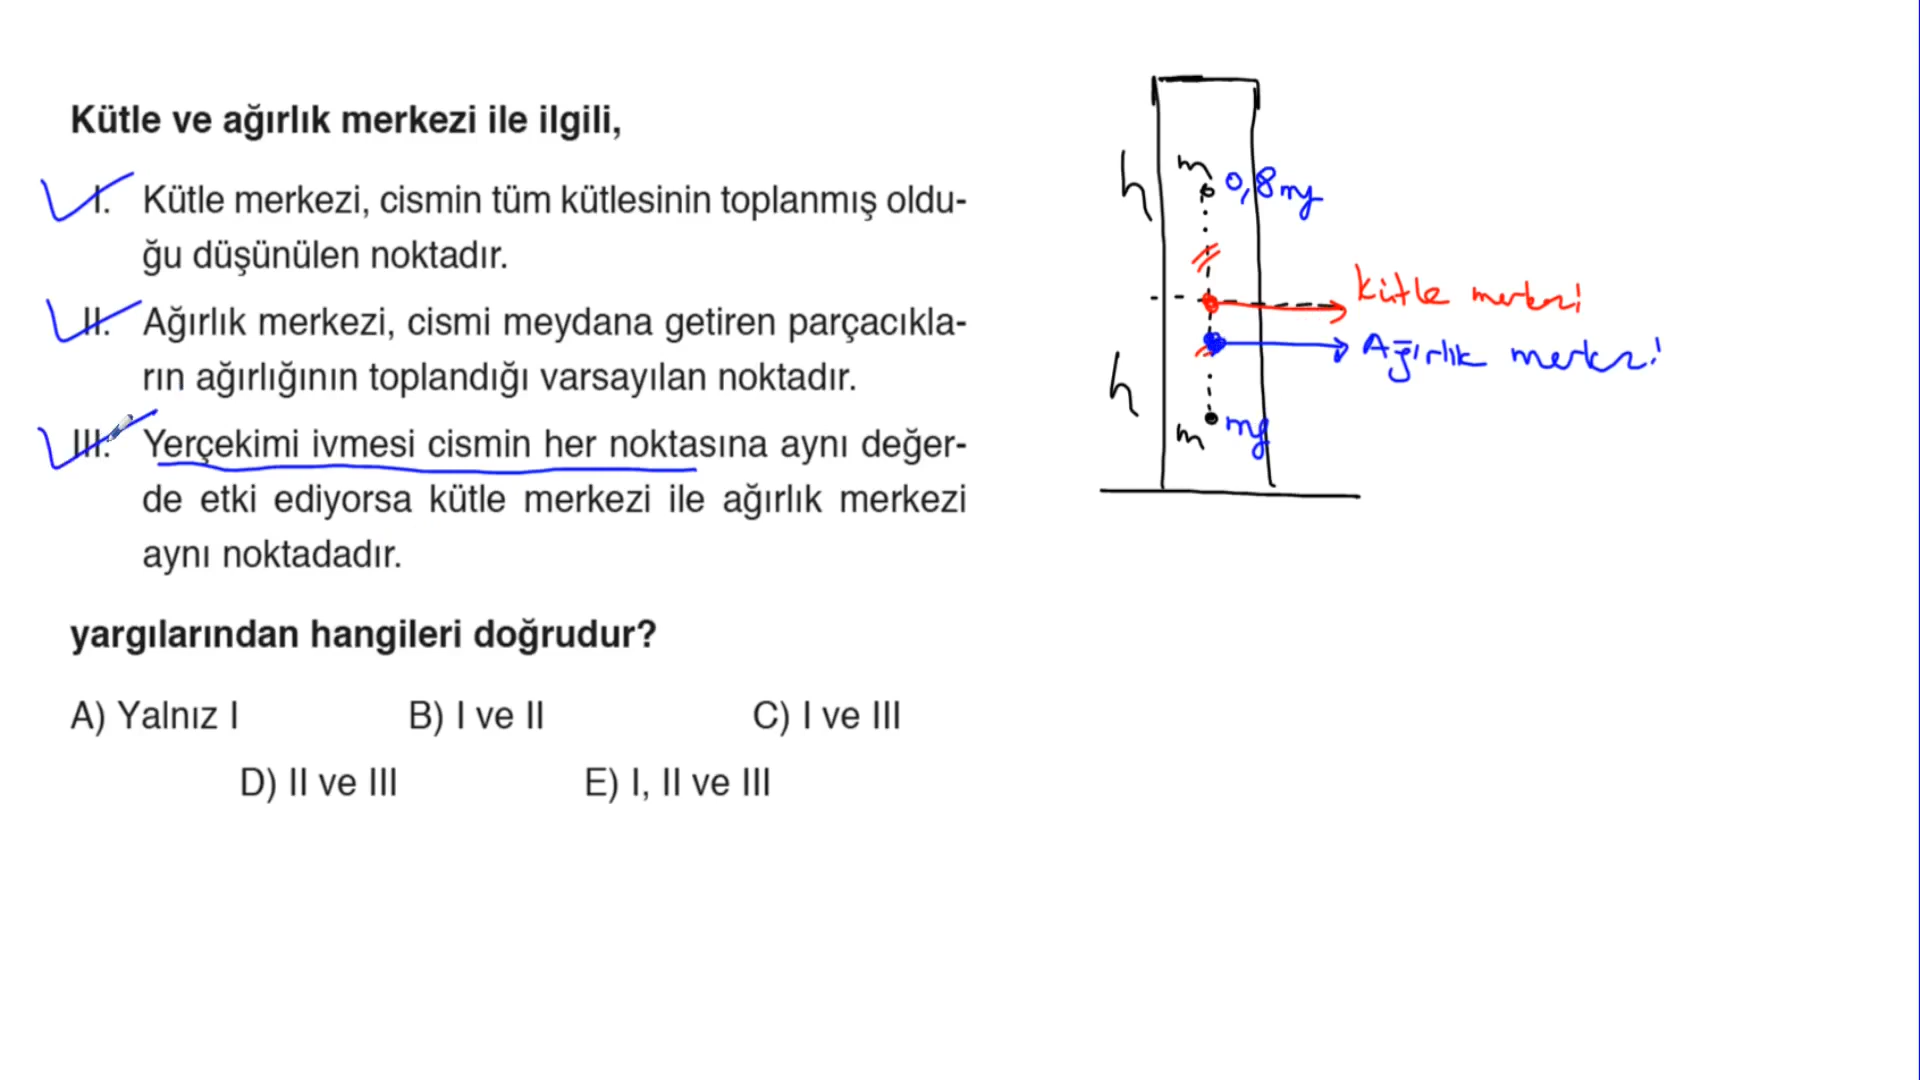 Kütle ve ağırlık merkezi ile ilgili,
I. Kütle merkezi, cismin tüm kütlesinin toplanmış oldu-
ğu düşünülen noktadır.
II. Ağırlık merkezi, cismi meydana getiren parçacıkla-
rın ağırlığının toplandığı varsayılan noktadır.
III. Yerçekimi ivmesi cismin her noktasına aynı değer-
de etki ediyorsa kütle merkezi ile ağırlık merkezi
aynı noktadadır.
yargılarından hangileri doğrudur?
A) Yalnız I B) I ve II C) I ve III
D) II ve III E) I, II ve III
h
m
0,8mg
Kütle merkezi
Ağırlık merkezi
h
m
mg